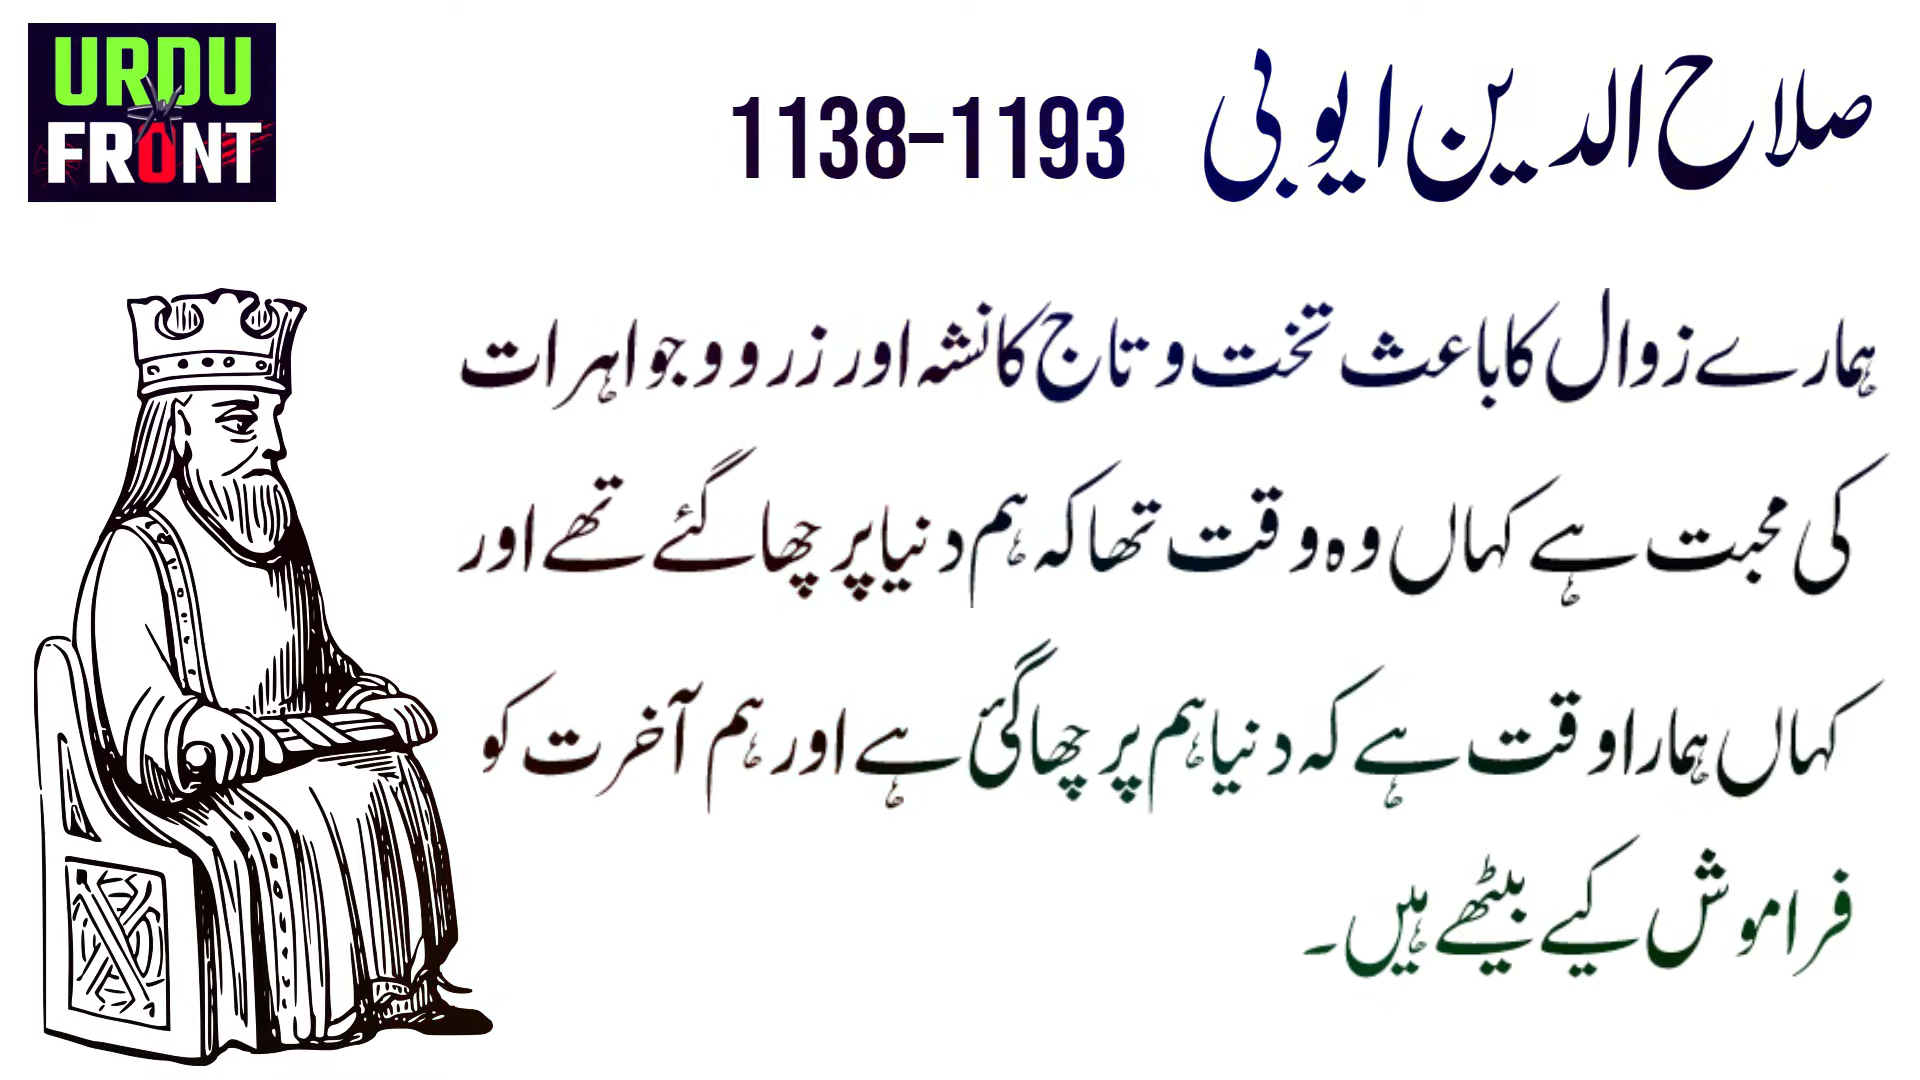 URDU
FRONT
صلاح الدین ایوبی 1138-1193
ہمارے زوال کا باعث تخت و تاج کا نشہ اور زر و و جواہرات
کی محبت ہے کہاں وہ وقت تھا کہ ہم دنیا پر چھا گئے تھے اور
کہاں ہمارا وقت ہے کہ دنیا ہم پر چھا گئ ہے اور ہم آخرت کو
فراموش کیے بیٹھے ہیں۔